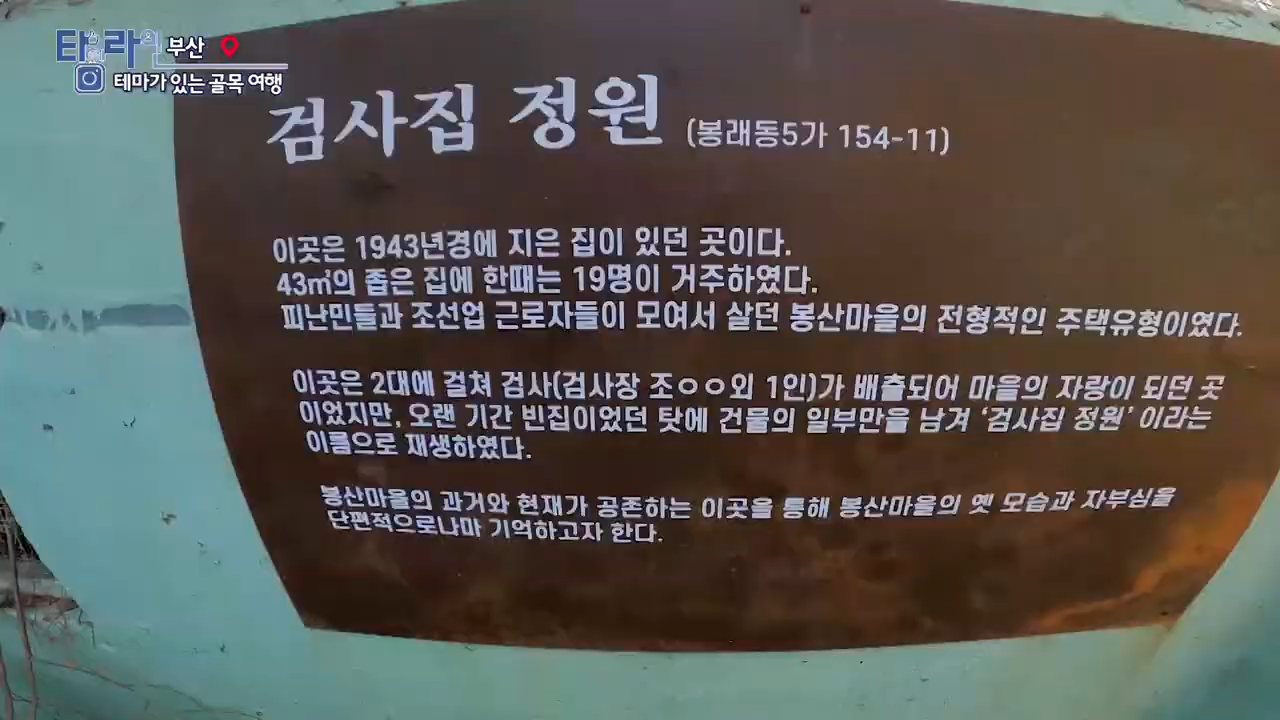 부산
테마가 있는 골목 여행
검사집 정원 (봉래동5가 154-11)
이곳은 1943년경에 지은 집이 있던 곳이다.
43㎡의 좁은 집에 한때는 19명이 거주하였다.
피난민들과 조선업 근로자들이 모여서 살던 봉산마을의 전형적인 주택유형이였다.
이곳은 2대에 걸쳐 검사(검사장 조ㅇㅇ외 1인)가 배출되어 마을의 자랑이 되던 곳
이었지만, 오랜 기간 빈집이었던 탓에 건물의 일부만을 남겨 ‘검사집 정원’ 이라는
이름으로 재생하였다.
봉산마을의 과거와 현재가 공존하는 이곳을 통해 봉산마을의 옛 모습과 자부심을
단편적으로나마 기억하고자 한다.